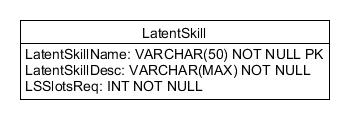 LatentSkill
LatentSkillName: VARCHAR(50) NOT NULL PK
LatentSkillDesc: VARCHAR(MAX) NOT NULL
LSSlotsReq: INT NOT NULL